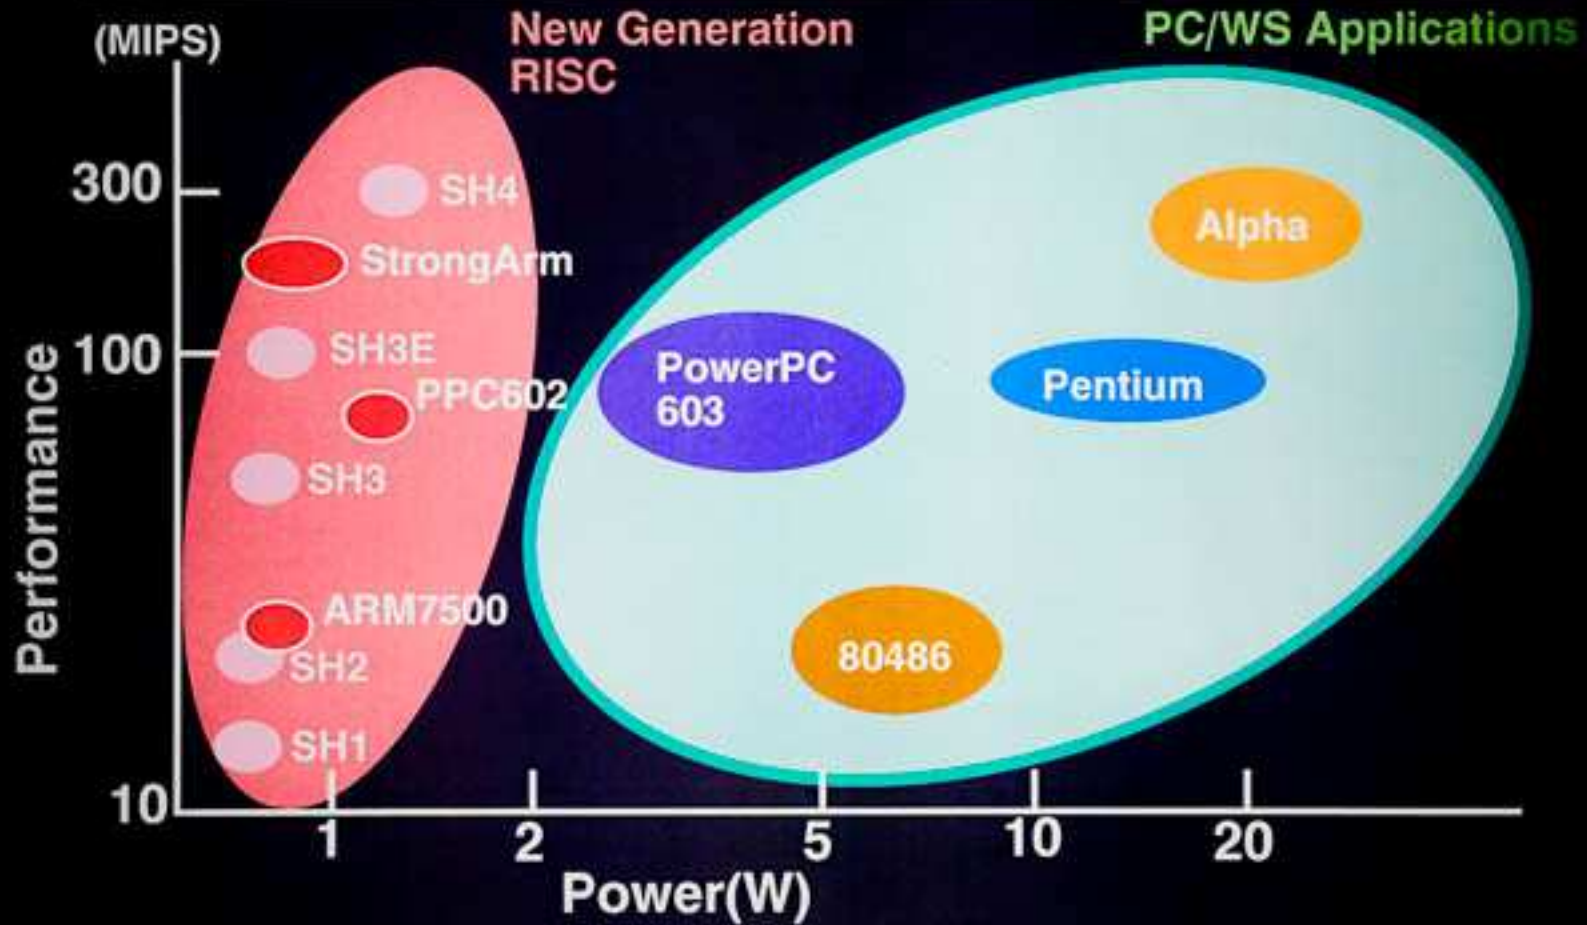 (MIPS)
New Generation
RISC
PC/WS Applications
300
SH4
Alpha
StrongArm
100
SH3E
PPC602
PowerPC
603
Pentium
SH3
Performance
ARM7500
SH2
80486
SH1
10
1
2
5
10
20
Power(W)